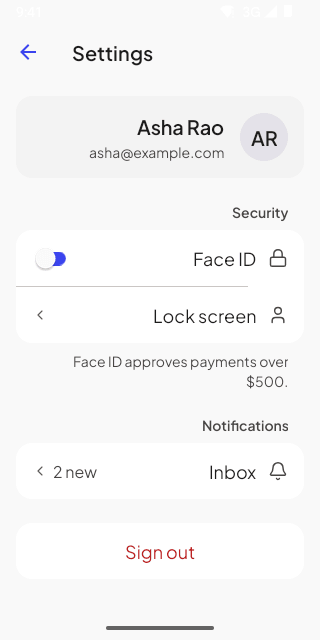 9:41 3G
Settings
Asha Rao
AR
asha@example.com
Security
Face ID
Lock screen
Face ID approves payments over
$500.
Notifications
Inbox
2 new
Sign out